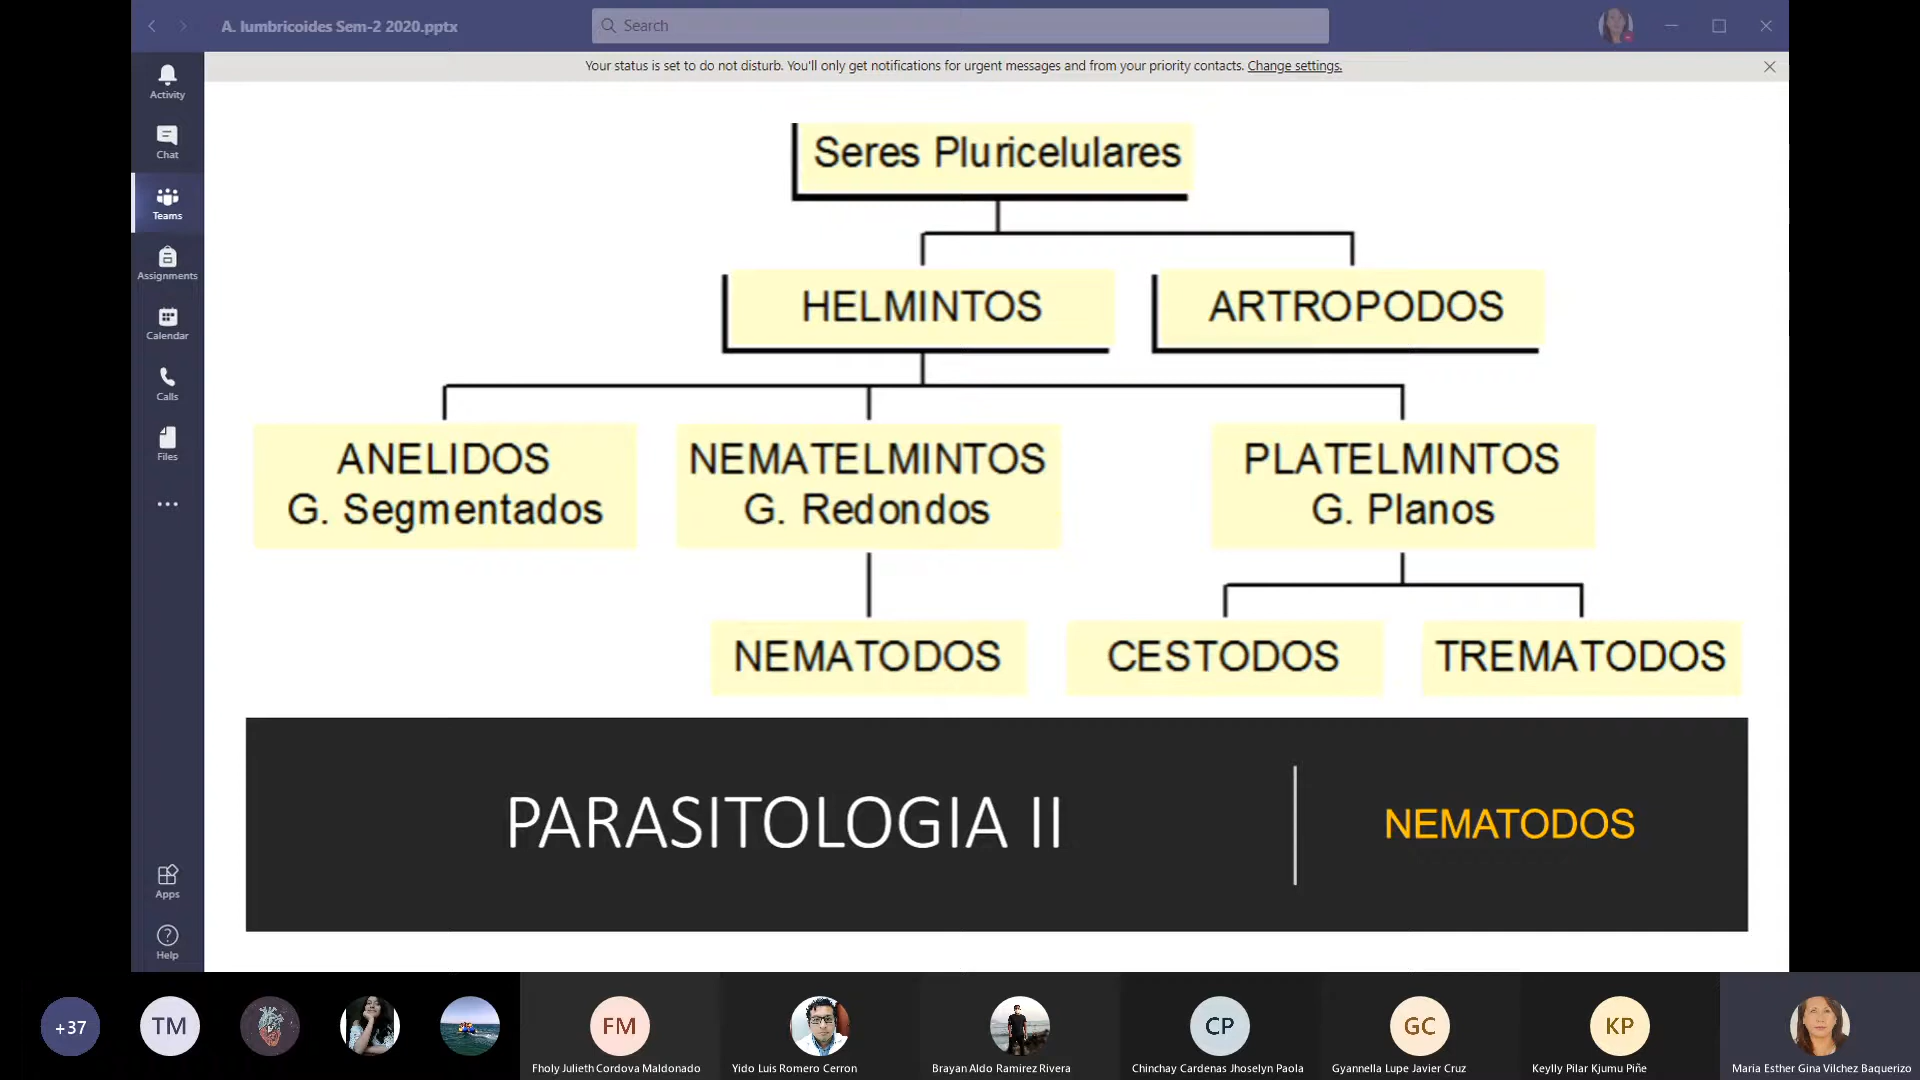 A. lumbricoides Sem-2 2020.pptx
Search
Your status is set to do not disturb. You'll only get notifications for urgent messages and from your priority contacts. Change settings.
Activity
Chat
Teams
Assignments
Calendar
Calls
Files
Apps
Help
Seres Pluricelulares
HELMINTOS
ARTROPODOS
ANELIDOS
G. Segmentados
NEMATELMINTOS
G. Redondos
PLATELMINTOS
G. Planos
NEMATODOS
CESTODOS
TREMATODOS
PARASITOLOGIA II
NEMATODOS
+37
TM
FM
Fholy Julieth Cordova Maldonado
Yido Luis Romero Cerron
Brayan Aldo Ramirez Rivera
CP
Chinchay Cardenas Jhoselyn Paola
GC
Gyannella Lupe Javier Cruz
KP
Keylly Pilar Kjumu Piñe
Maria Esther Gina Vilchez Baquerizo